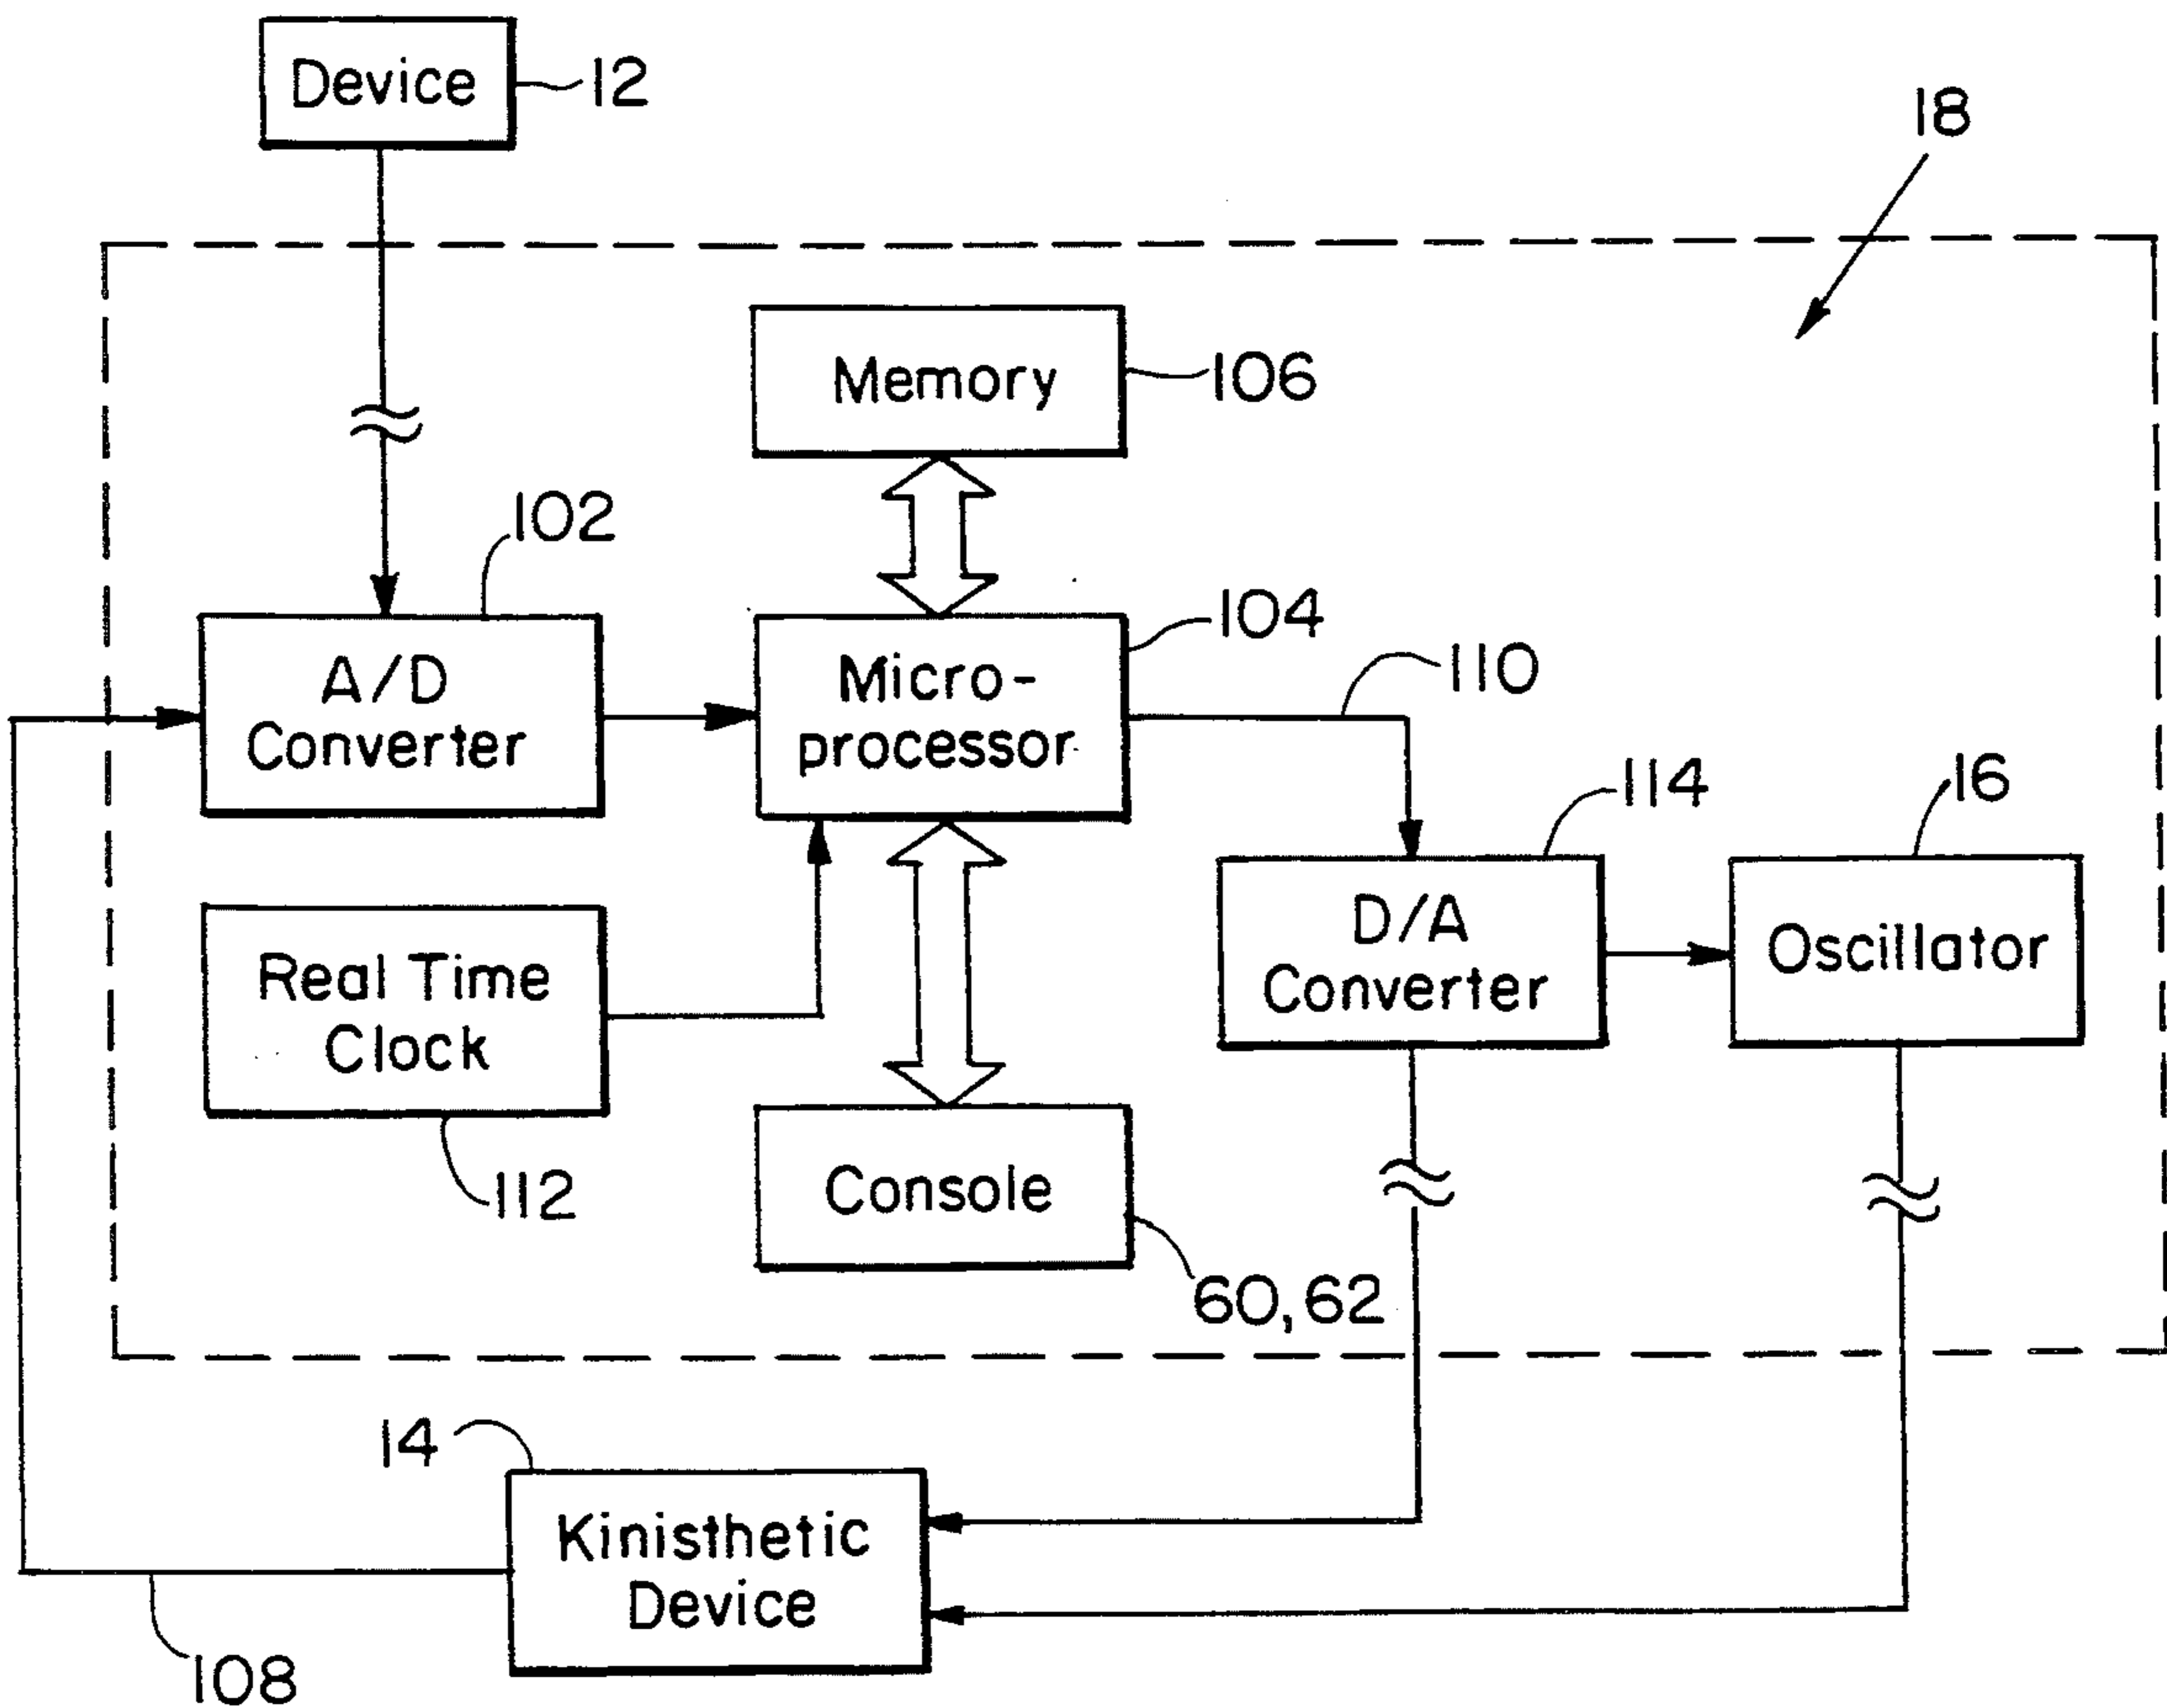 Device
12
18
Memory
106
102
104
A/D
Converter
Micro-
processor
110
114
16
Real Time
Clock
D/A
Converter
Oscillator
112
Console
60, 62
14
Kinisthetic
Device
108